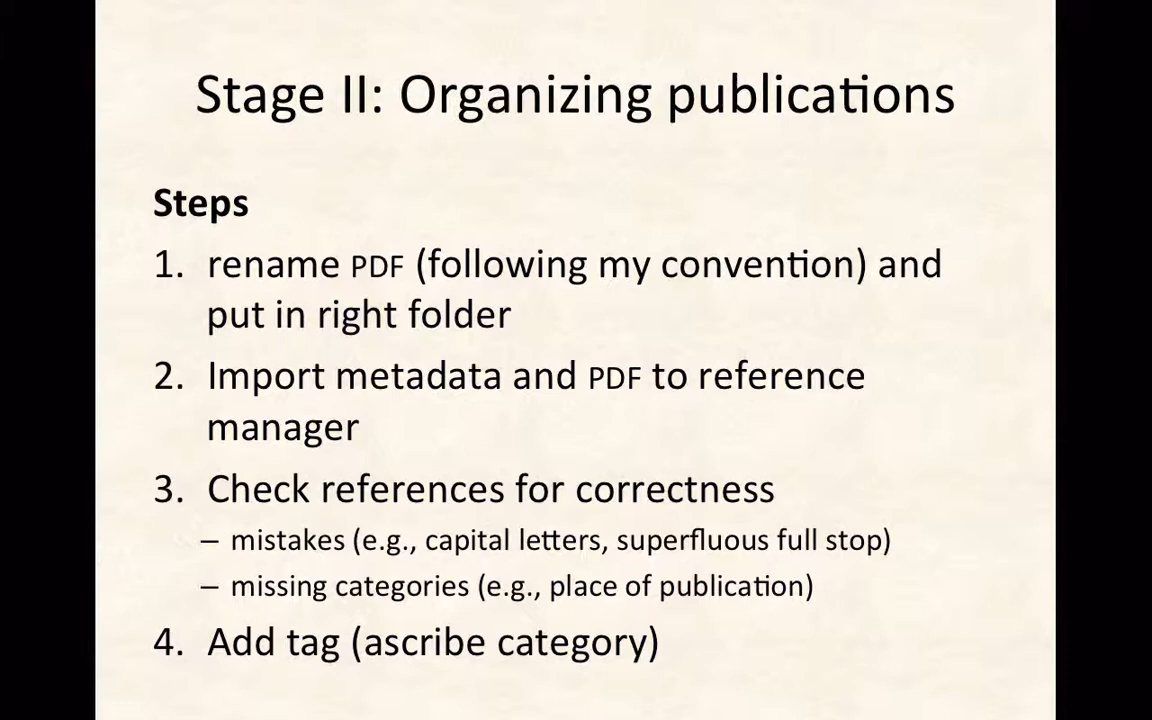 Stage II: Organizing publications
Steps
1. rename PDF (following my convention) and
put in right folder
2. Import metadata and PDF to reference
manager
3. Check references for correctness
– mistakes (e.g., capital letters, superfluous full stop)
– missing categories (e.g., place of publication)
4. Add tag (ascribe category)